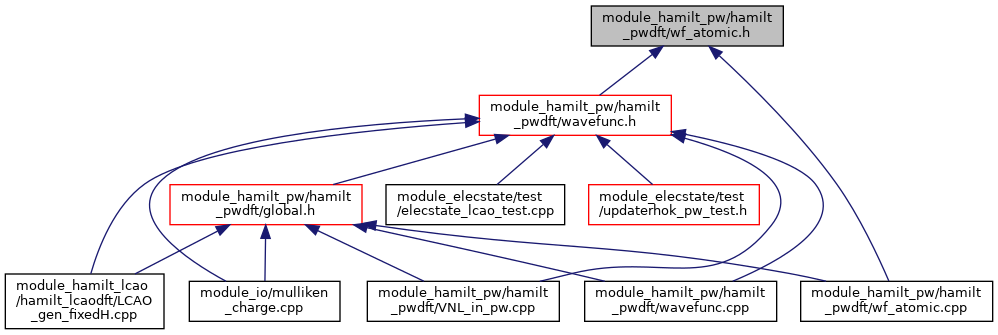 module_hamilt_pw/hamilt
_pwdft/wf_atomic.h
module_hamilt_pw/hamilt
_pwdft/wavefunc.h
module_hamilt_pw/hamilt
_pwdft/global.h
module_elecstate/test
/elecstate_lcao_test.cpp
module_elecstate/test
/updaterhok_pw_test.h
module_hamilt_lcao
/hamilt_lcaodft/LCAO
_gen_fixedH.cpp
module_io/mulliken
_charge.cpp
module_hamilt_pw/hamilt
_pwdft/VNL_in_pw.cpp
module_hamilt_pw/hamilt
_pwdft/wavefunc.cpp
module_hamilt_pw/hamilt
_pwdft/wf_atomic.cpp